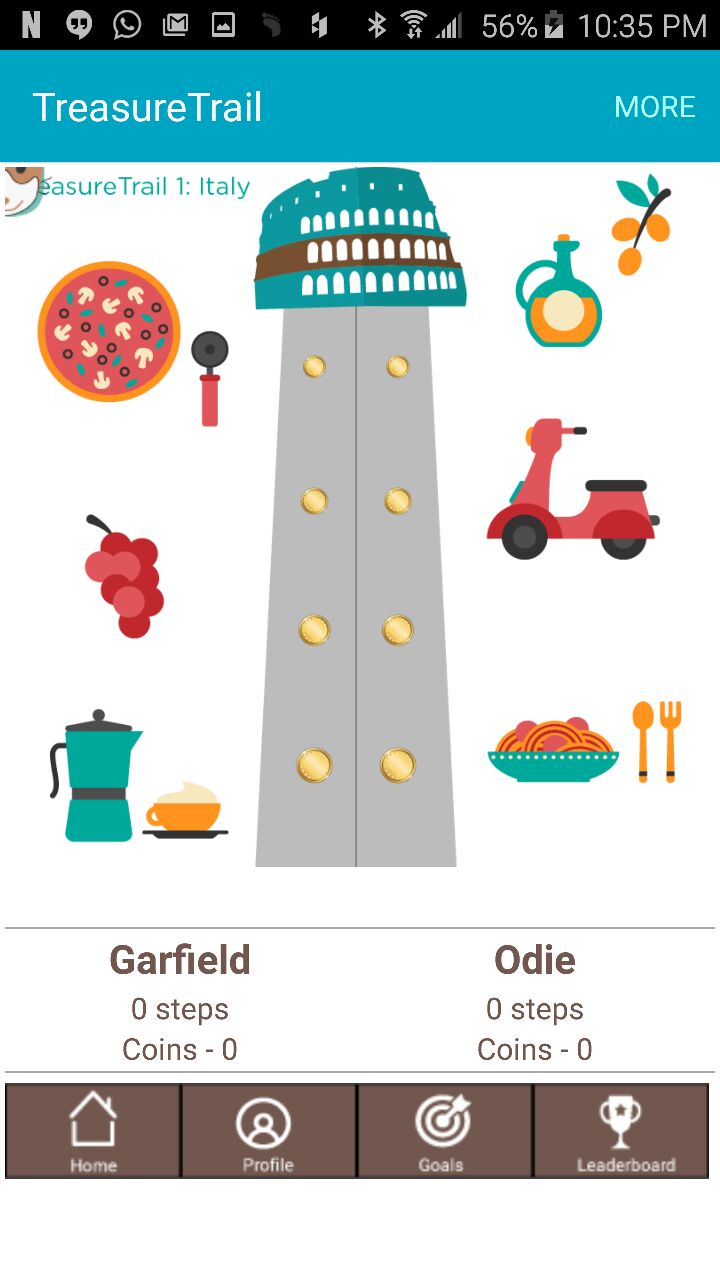 56% 10:35 PM
TreasureTrail MORE
easureTrail 1: Italy
Garfield Odie
0 steps 0 steps
Coins - 0 Coins - 0
Home Profile Goals Leaderboard